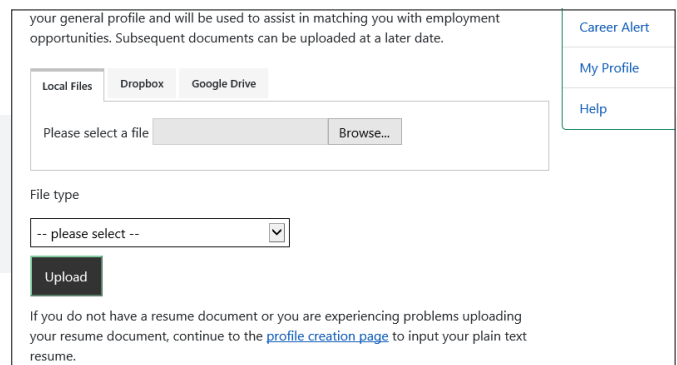 your general profile and will be used to assist in matching you with employment
opportunities. Subsequent documents can be uploaded at a later date.
Local Files
Dropbox
Google Drive
Please select a file
Browse...
File type
-- please select --
Upload
If you do not have a resume document or you are experiencing problems uploading
your resume document, continue to the profile creation page to input your plain text
resume.
Career Alert
My Profile
Help